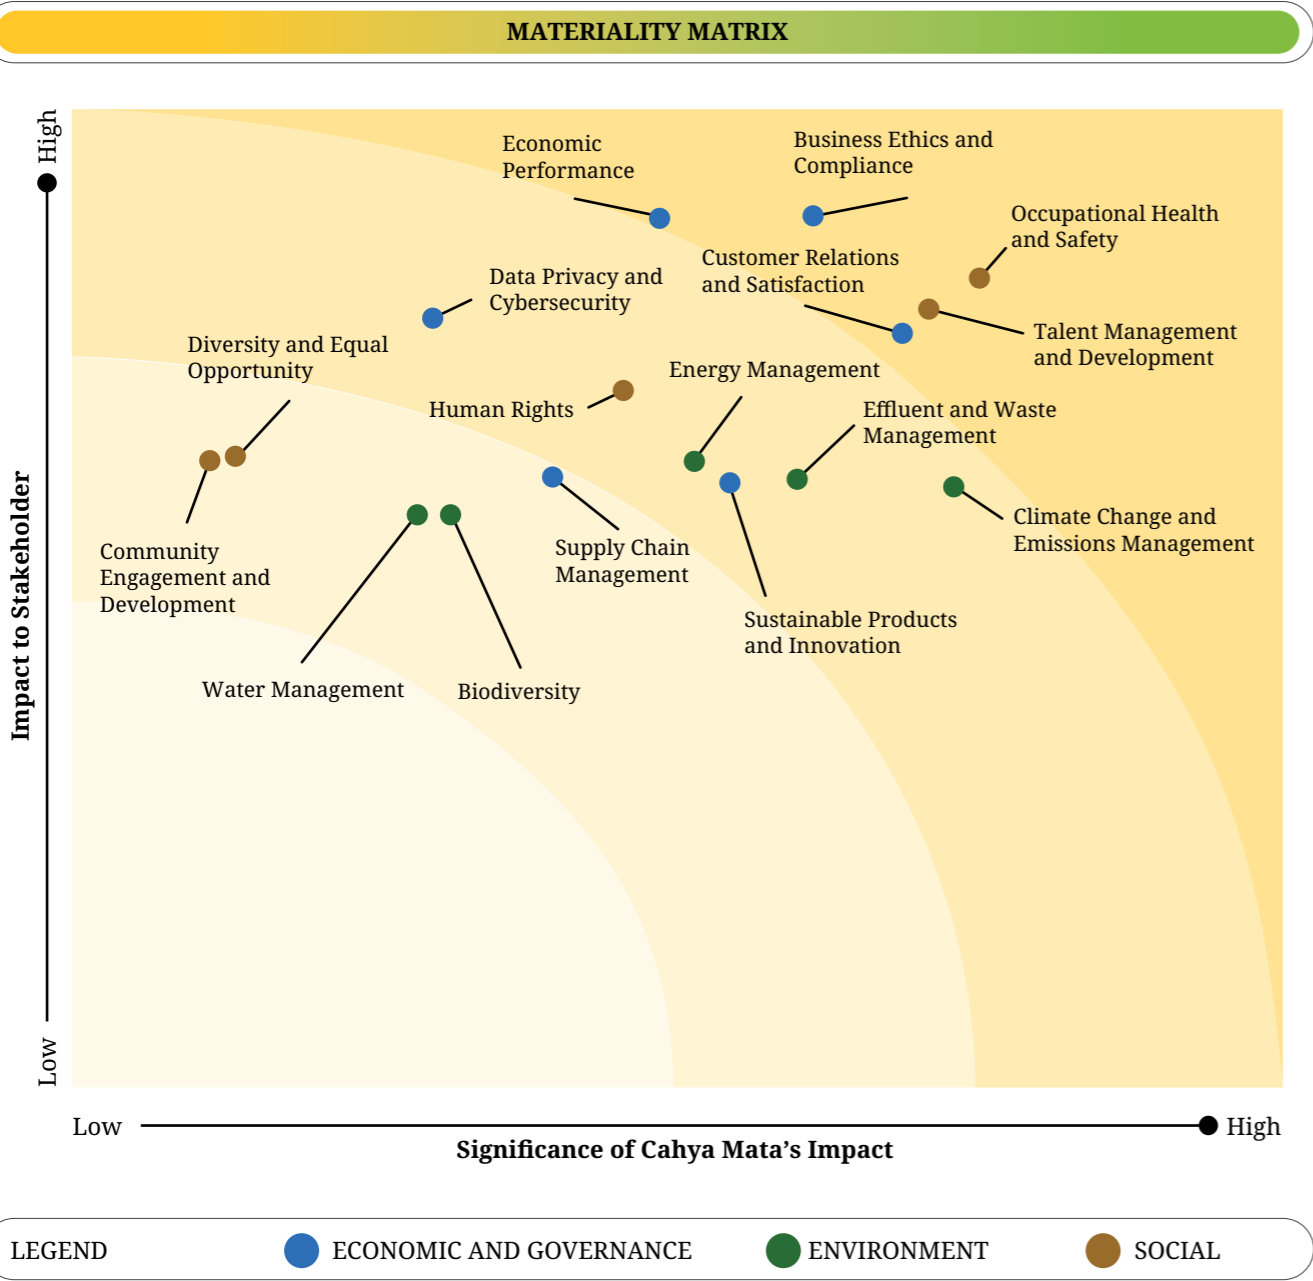 MATERIALITY MATRIX
High
Impact to Stakeholder
Low
Economic
Performance
Business Ethics and
Compliance
Occupational Health
and Safety
Customer Relations
and Satisfaction
Data Privacy and
Cybersecurity
Talent Management
and Development
Diversity and Equal
Opportunity
Energy Management
Human Rights
Effluent and Waste
Management
Climate Change and
Emissions Management
Community
Engagement and
Development
Supply Chain
Management
Sustainable Products
and Innovation
Water Management
Biodiversity
Low
High
Significance of Cahya Mata’s Impact
LEGEND
ECONOMIC AND GOVERNANCE
ENVIRONMENT
SOCIAL